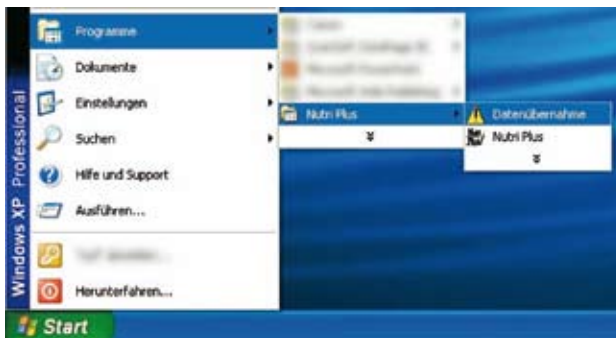 Windows XP Professional
Programme
Dokumente
Einstellungen
Suchen
Hilfe und Support
Ausführen...
Herunterfahren...
Start
Nutri Plus
Datenübernahme
Nutri Plus